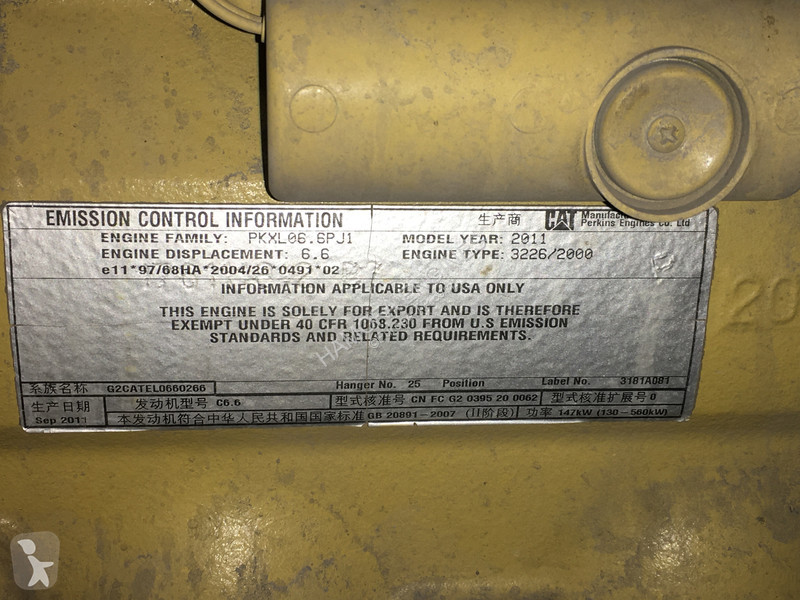 EMISSION CONTROL INFORMATION
生产商 CAT Manufac
Perkins Engines Co. Ltd
ENGINE FAMILY: PKXL06.6PJ1 MODEL YEAR: 2011
ENGINE DISPLACEMENT: 6.6 ENGINE TYPE: 3226/2000
e11*97/68HA*2004/26*0491*02
INFORMATION APPLICABLE TO USA ONLY
THIS ENGINE IS SOLELY FOR EXPORT AND IS THEREFORE
EXEMPT UNDER 40 CFR 1068.230 FROM U.S EMISSION
STANDARDS AND RELATED REQUIREMENTS.
系族名称 G2CATEL0660266 Hanger No. 25 Position Label No. 3181A081
生产日期 发动机型号 C6.6 型式核准号 CN FC G2 0395 20 0062 型式核准扩展号 0
Sep 2011 本发动机符合中华人民共和国国家标准 GB 20891-2007 (II阶段) 功率 147kW (130-560kW)
20